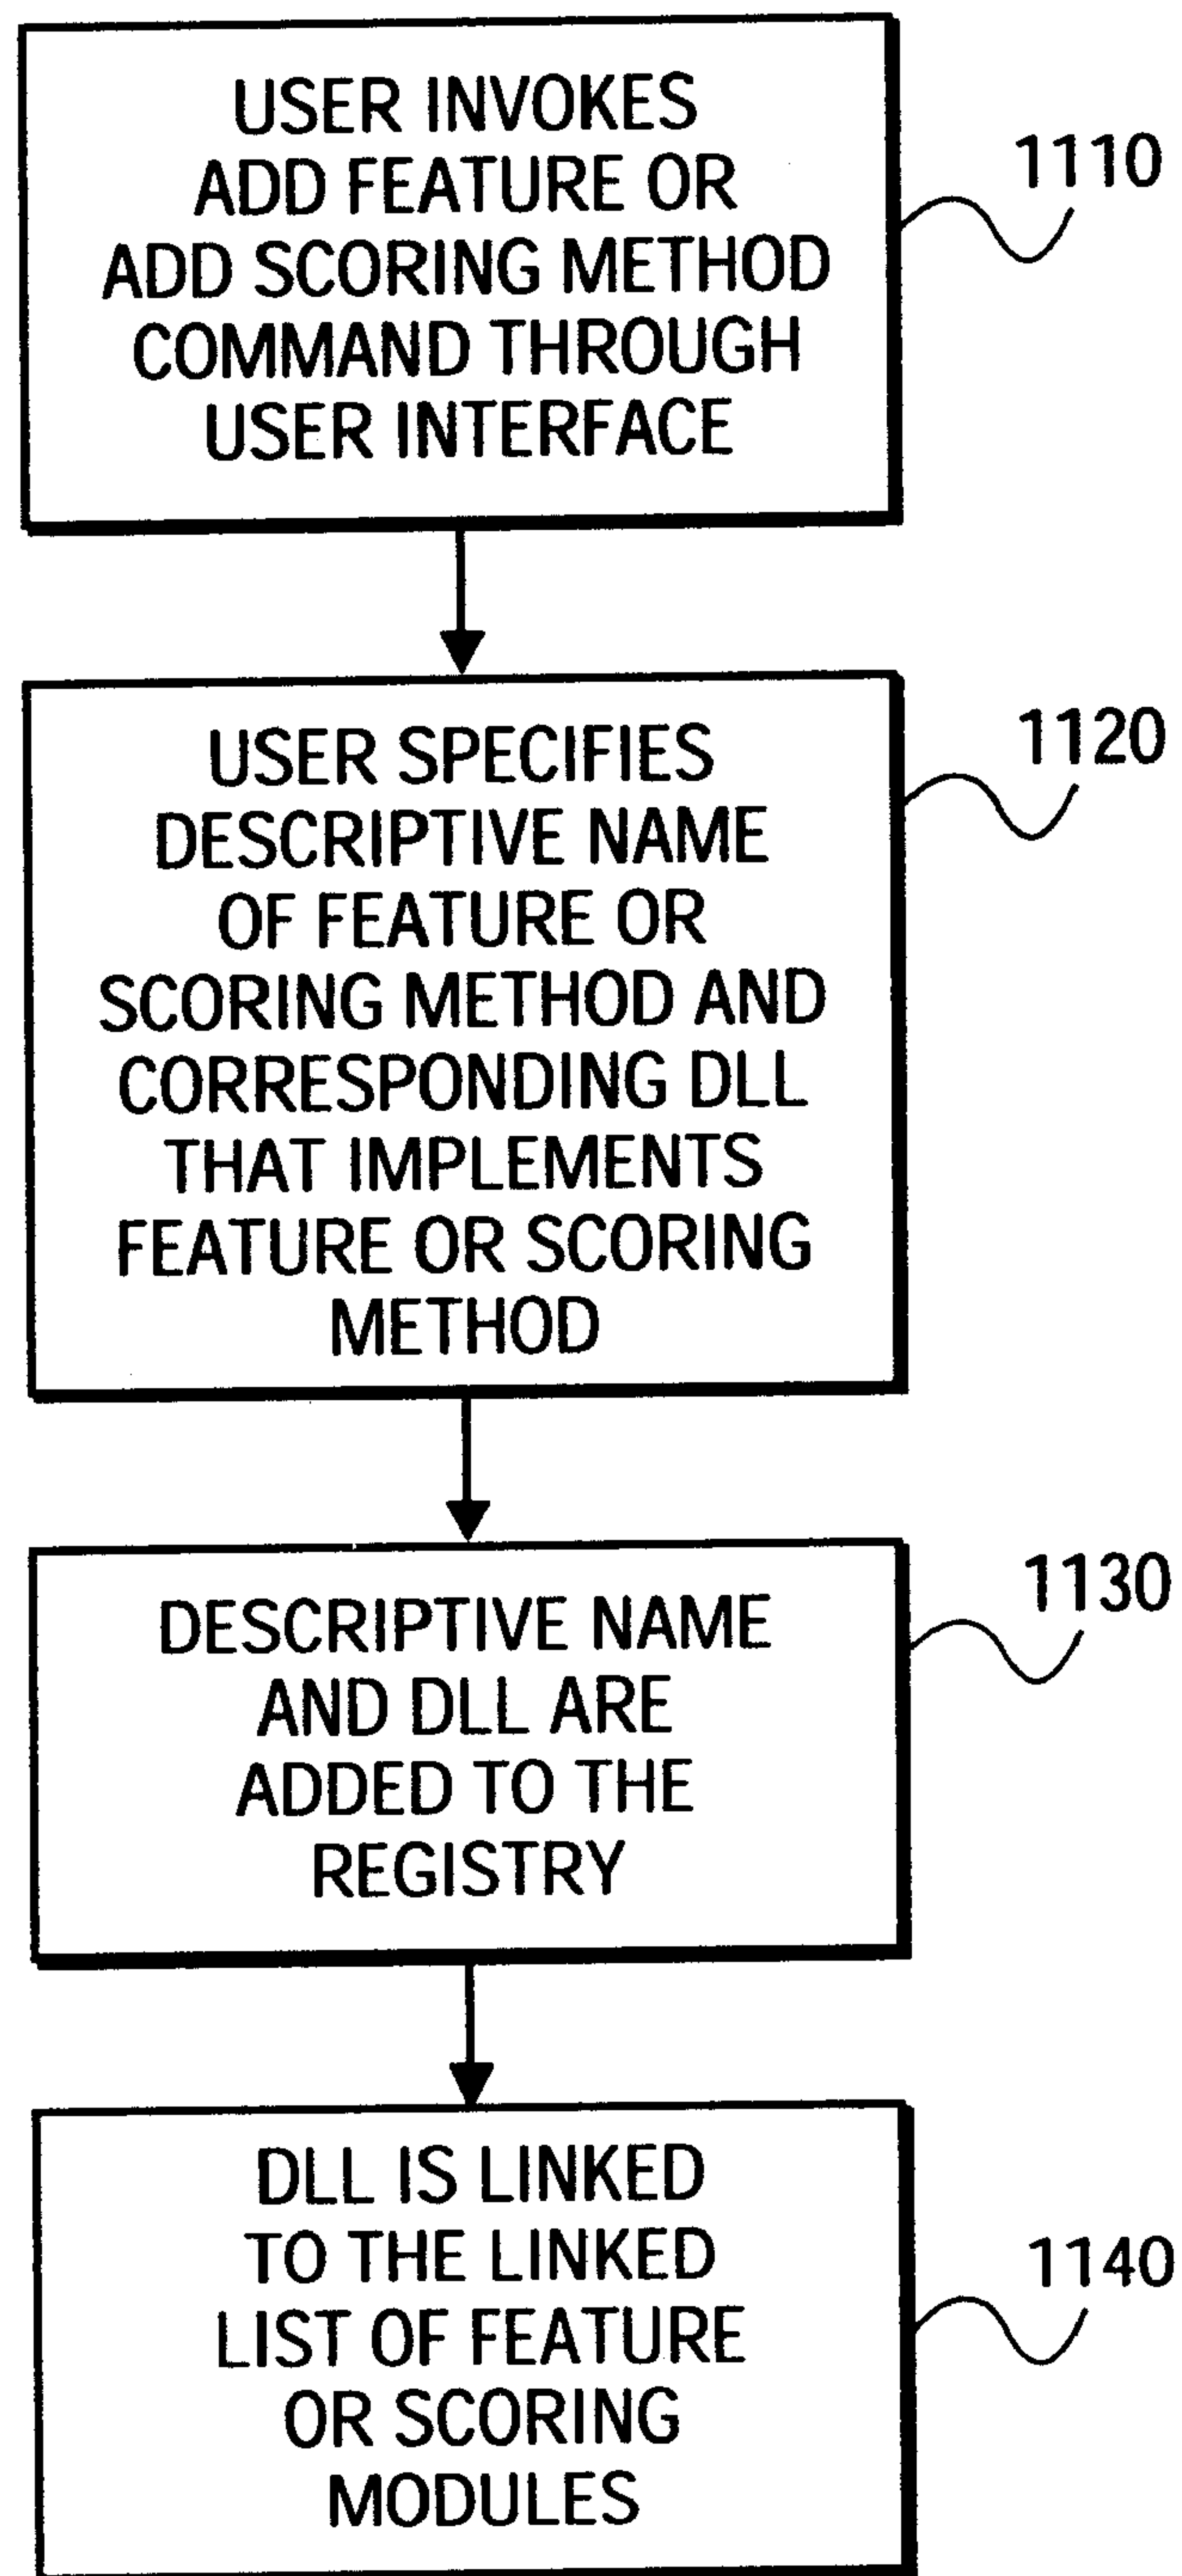 USER INVOKES
ADD FEATURE OR
ADD SCORING METHOD
COMMAND THROUGH
USER INTERFACE
1110
USER SPECIFIES
DESCRIPTIVE NAME
OF FEATURE OR
SCORING METHOD AND
CORRESPONDING DLL
THAT IMPLEMENTS
FEATURE OR SCORING
METHOD
1120
DESCRIPTIVE NAME
AND DLL ARE
ADDED TO THE
REGISTRY
1130
DLL IS LINKED
TO THE LINKED
LIST OF FEATURE
OR SCORING
MODULES
1140